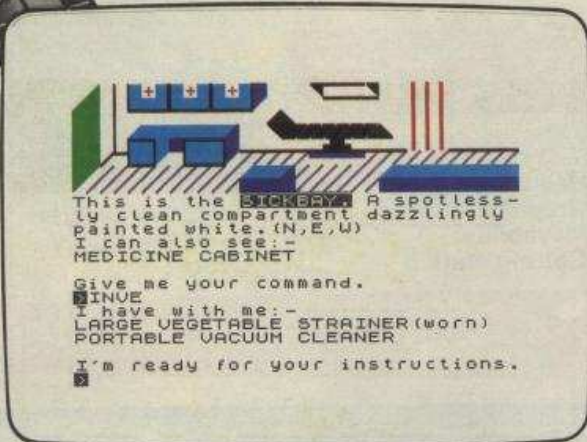 This is the SICKBAY. A spotless-
ly clean compartment dazzlingly
painted white.(N,E,W)
I can also see:-
MEDICINE CABINET
Give me your command.
>INVE
I have with me:-
LARGE VEGETABLE STRAINER(worn)
PORTABLE VACUUM CLEANER
I'm ready for your instructions.
>